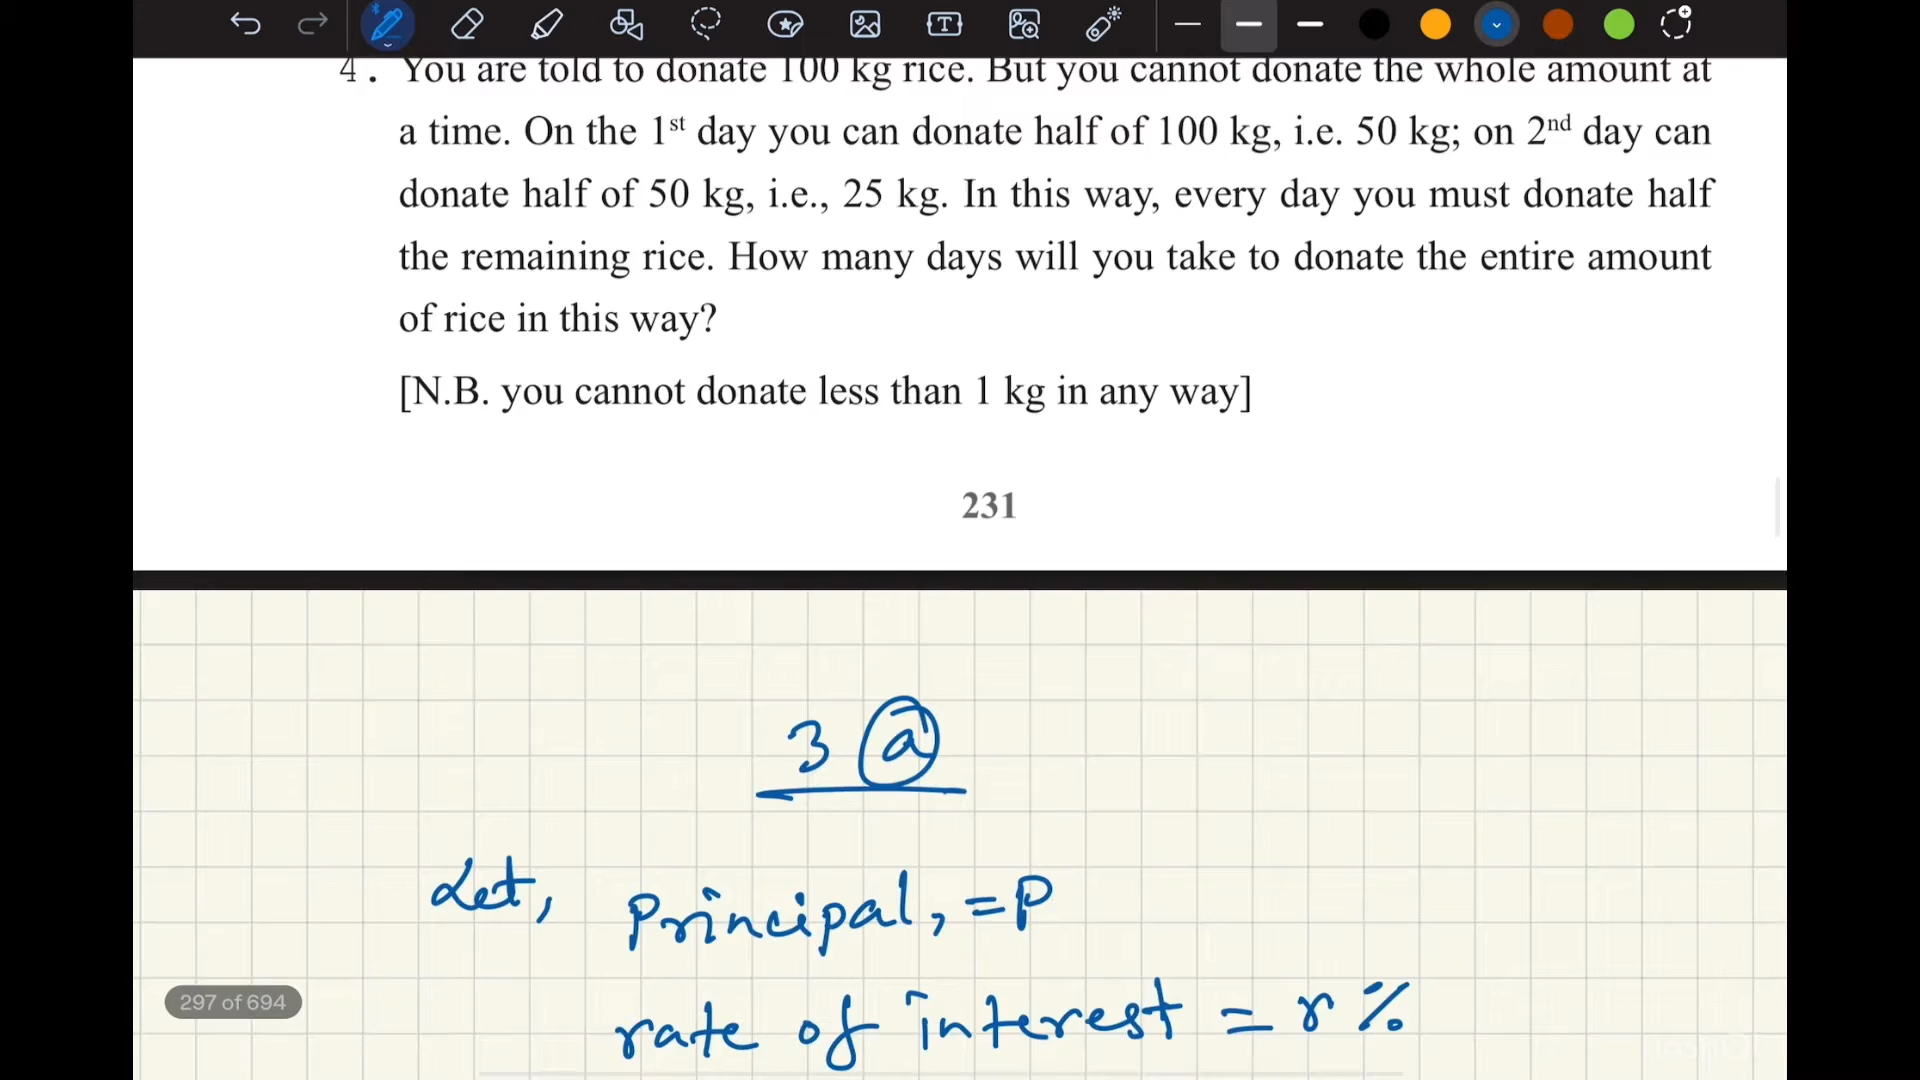 4. You are told to donate 100 kg rice. But you cannot donate the whole amount at
a time. On the 1st day you can donate half of 100 kg, i.e. 50 kg; on 2nd day can
donate half of 50 kg, i.e., 25 kg. In this way, every day you must donate half
the remaining rice. How many days will you take to donate the entire amount
of rice in this way?
[N.B. you cannot donate less than 1 kg in any way]
231
3 a
Let, Principal, = P
297 of 694
rate of interest = r %